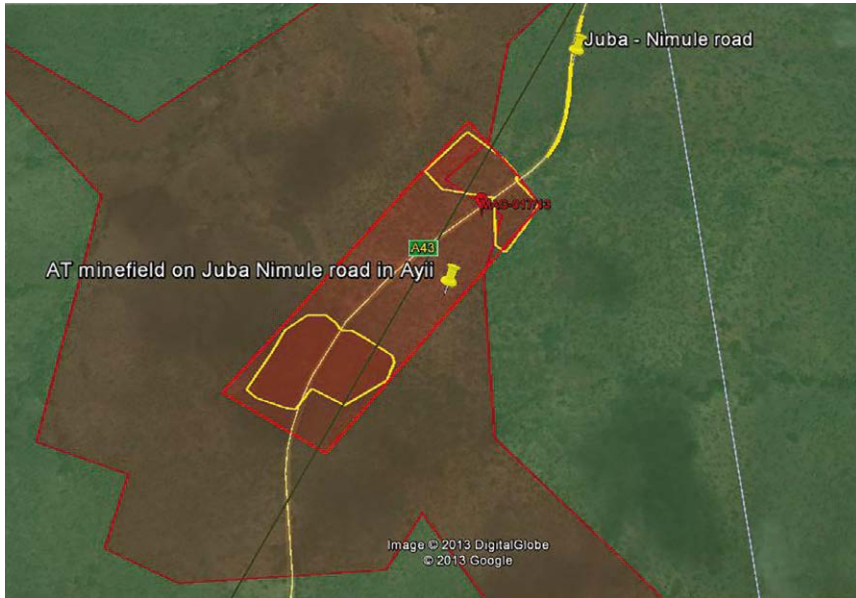 Juba - Nimule road
A43
AT minefield on Juba Nimule road in Ayii
Image © 2013 DigitalGlobe
© 2013 Google